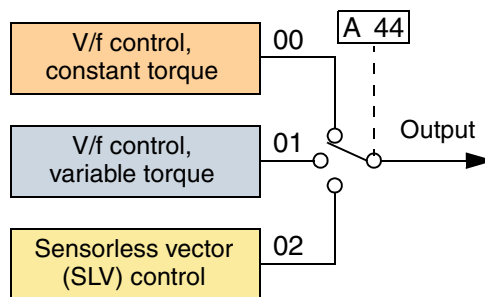 V/f control,
constant torque
00
A 44
V/f control,
variable torque
01
Output
Sensorless vector
(SLV) control
02